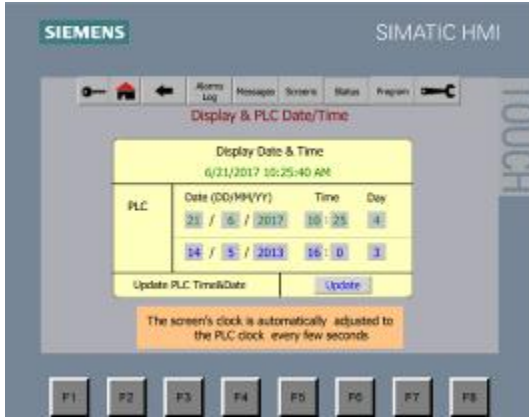 SIEMENS
SIMATIC HMI
TOUCH
Alarms Log
Messages
Screens
Status
Program
Display & PLC Date/Time
Display Date & Time
6/21/2017 10:25:40 AM
PLC
Date (DD/MM/YY) Time Day
21 / 6 / 2017 10 : 25 4
14 / 5 / 2013 16 : 0 3
Update PLC Time&Date Update
The screen's clock is automatically adjusted to
the PLC clock every few seconds
F1 F2 F3 F4 F5 F6 F7 F8